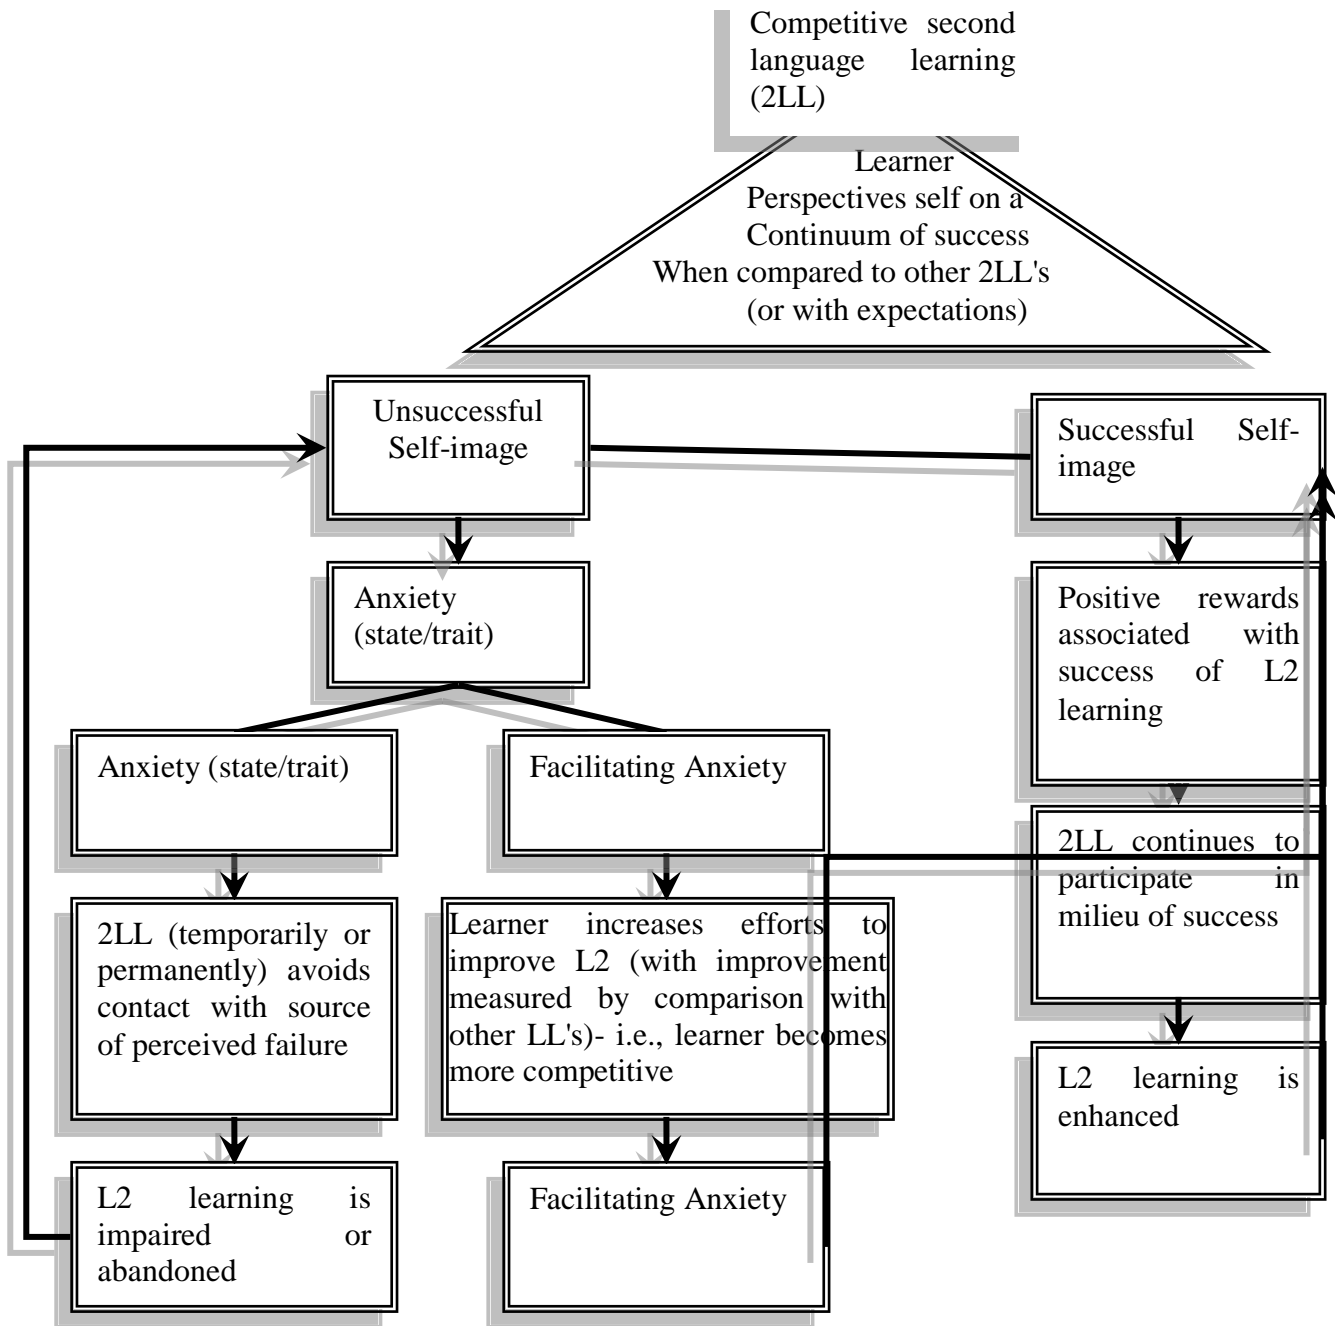 Competitive second
language learning
(2LL)
Learner
Perspectives self on a
Continuum of success
When compared to other 2LL's
(or with expectations)
Unsuccessful
Self-image
Successful Self-
image
Anxiety
(state/trait)
Positive rewards
associated with
success of L2
learning
Anxiety (state/trait)
Facilitating Anxiety
2LL continues to
participate in
milieu of success
2LL (temporarily or
permanently) avoids
contact with source
of perceived failure
Learner increases efforts to
improve L2 (with improvement
measured by comparison with
other LL's)- i.e., learner becomes
more competitive
L2 learning is
enhanced
L2 learning is
impaired or
abandoned
Facilitating Anxiety